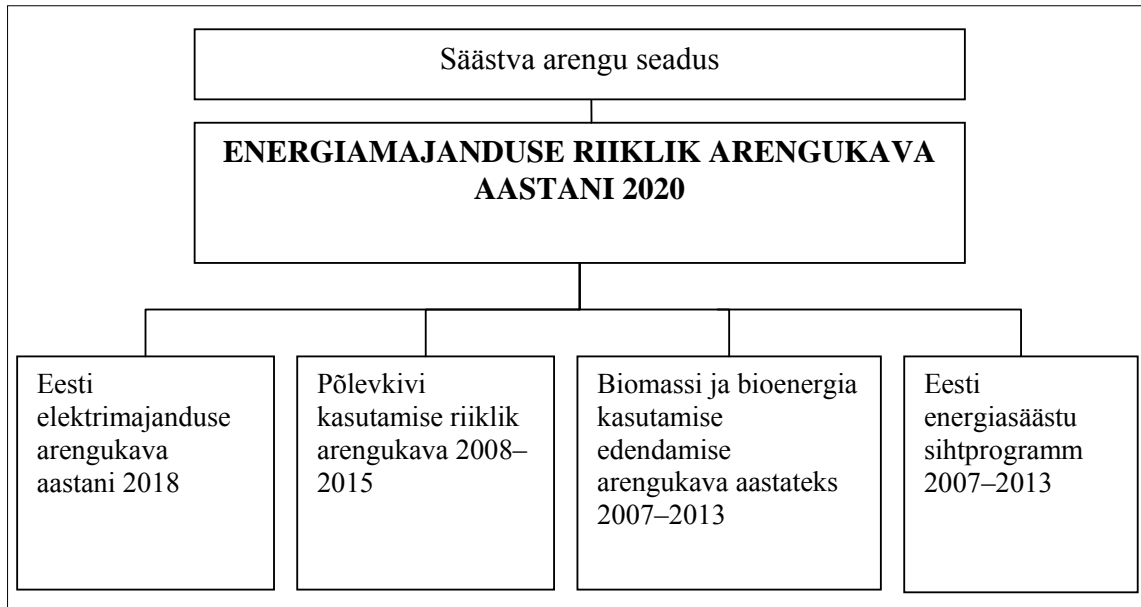 Säästva arengu seadus
ENERGIAMAJANDUSE RIIKLIK ARENGUKAVA
AASTANI 2020
Eesti
elektrimajanduse
arengukava
aastani 2018
Põlevkivi
kasutamise riiklik
arengukava 2008–
2015
Biomassi ja bioenergia
kasutamise
edendamise
arengukava aastateks
2007–2013
Eesti
energiasäästu
sihtprogramm
2007–2013